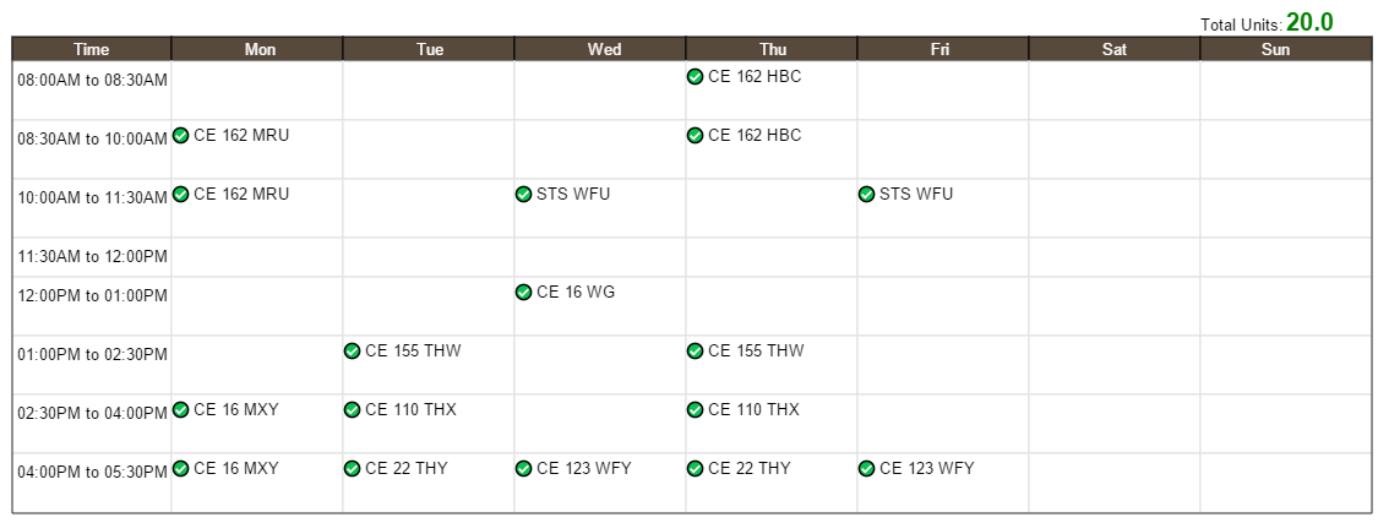 Total Units: 20.0
Time Mon Tue Wed Thu Fri Sat Sun
08:00AM to 08:30AM CE 162 HBC
08:30AM to 10:00AM CE 162 MRU CE 162 HBC
10:00AM to 11:30AM CE 162 MRU STS WFU STS WFU
11:30AM to 12:00PM
12:00PM to 01:00PM CE 16 WG
01:00PM to 02:30PM CE 155 THW CE 155 THW
02:30PM to 04:00PM CE 16 MXY CE 110 THX CE 110 THX
04:00PM to 05:30PM CE 16 MXY CE 22 THY CE 123 WFY CE 22 THY CE 123 WFY